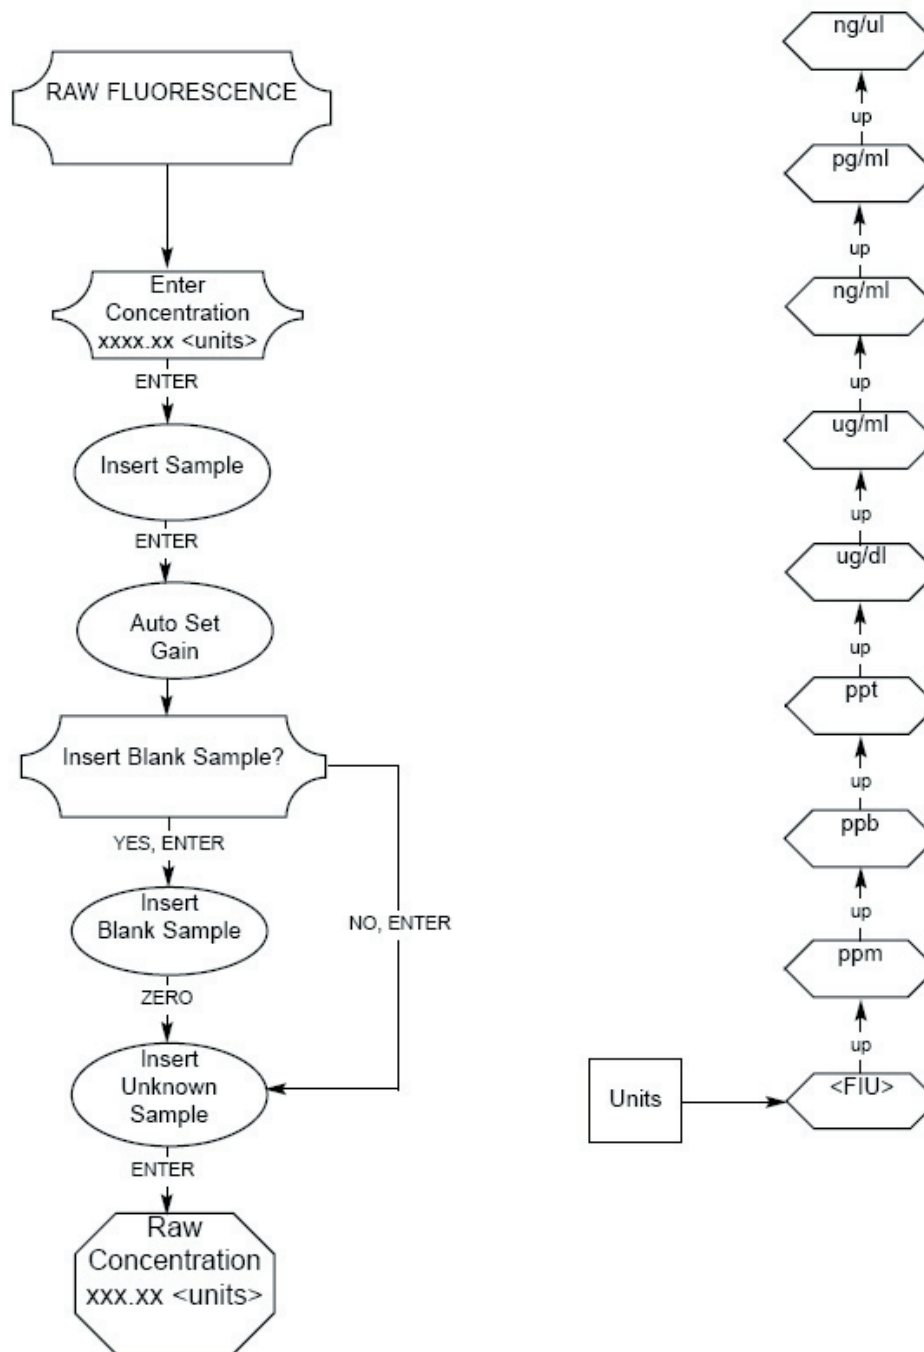 RAW FLUORESCENCE
Enter
Concentration
xxxx.xx <units>
ENTER
Insert Sample
ENTER
Auto Set
Gain
Insert Blank Sample?
YES, ENTER
Insert
Blank Sample
NO, ENTER
ZERO
Insert
Unknown
Sample
ENTER
Raw
Concentration
xxx.xx <units>
ng/ul
up
pg/ml
up
ng/ml
up
ug/ml
up
ug/dl
up
ppt
up
ppb
up
ppm
up
Units
<FIU>